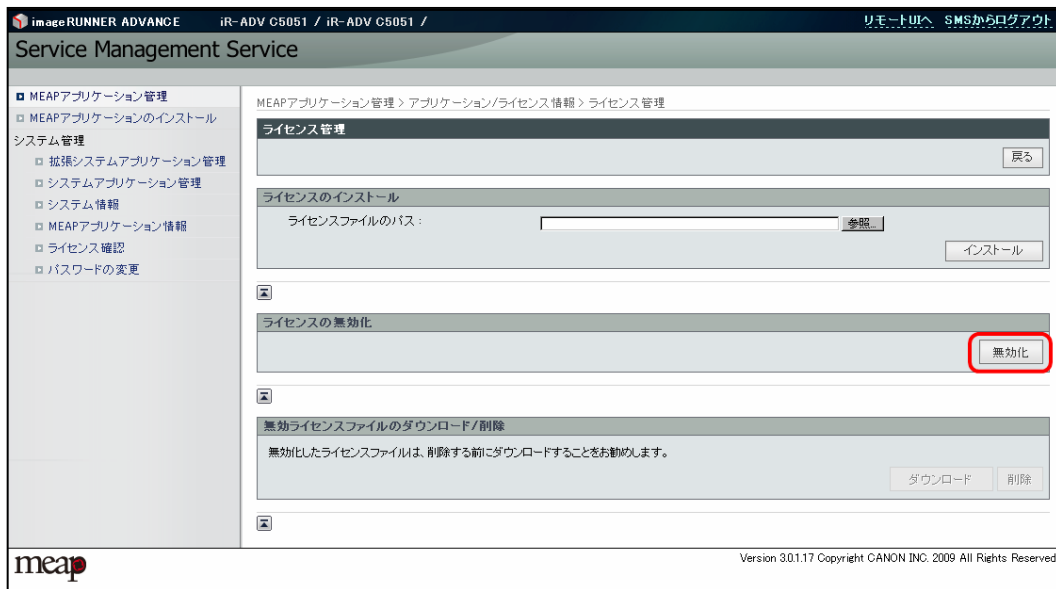 imageRUNNER ADVANCE iR-ADV C5051 / iR-ADV C5051 / リモートUIへ SMSからログアウト
Service Management Service
MEAPアプリケーション管理
MEAPアプリケーションのインストール
システム管理
拡張システムアプリケーション管理
システムアプリケーション管理
システム情報
MEAPアプリケーション情報
ライセンス確認
パスワードの変更
MEAPアプリケーション管理 > アプリケーション/ライセンス情報 > ライセンス管理
ライセンス管理
戻る
ライセンスのインストール
ライセンスファイルのパス : 参照...
インストール
ライセンスの無効化
無効化
無効ライセンスファイルのダウンロード/削除
無効化したライセンスファイルは、削除する前にダウンロードすることをお勧めします。
ダウンロード 削除
meap Version 3.0.1.17 Copyright CANON INC. 2009 All Rights Reserved